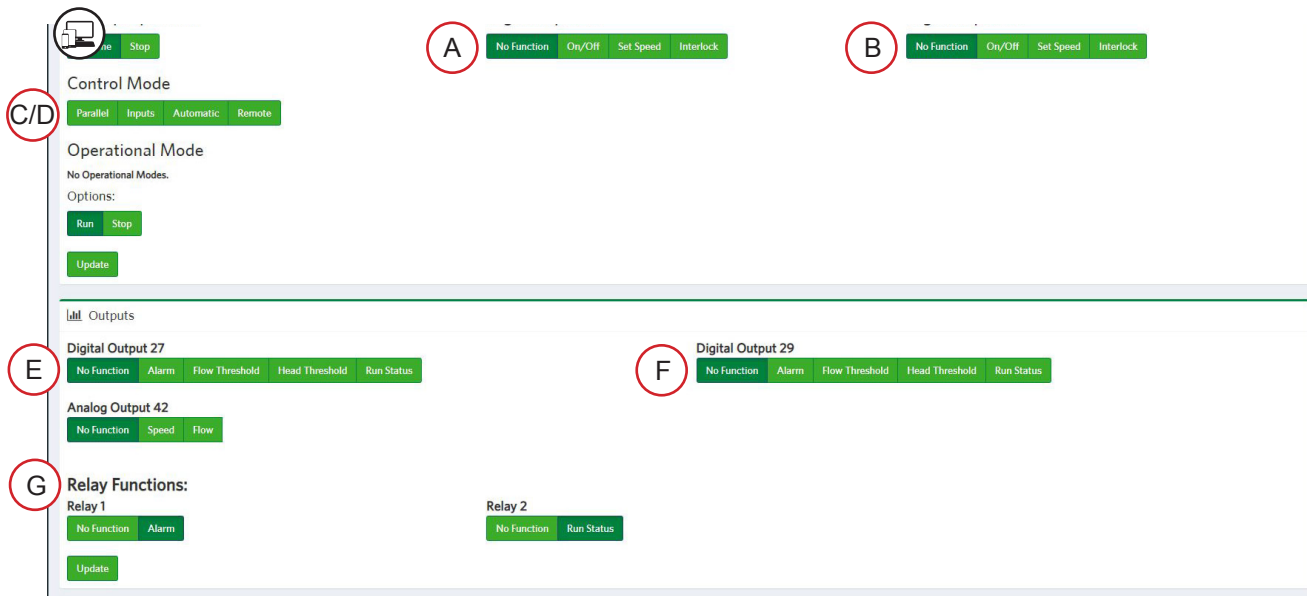 Stop
A
No Function On/Off Set Speed Interlock
B
No Function On/Off Set Speed Interlock
Control Mode
C/D
Parallel Inputs Automatic Remote
Operational Mode
No Operational Modes.
Options:
Run Stop
Update
Outputs
Digital Output 27
E
No Function Alarm Flow Threshold Head Threshold Run Status
Digital Output 29
F
No Function Alarm Flow Threshold Head Threshold Run Status
Analog Output 42
No Function Speed Flow
G
Relay Functions:
Relay 1
No Function Alarm
Relay 2
No Function Run Status
Update